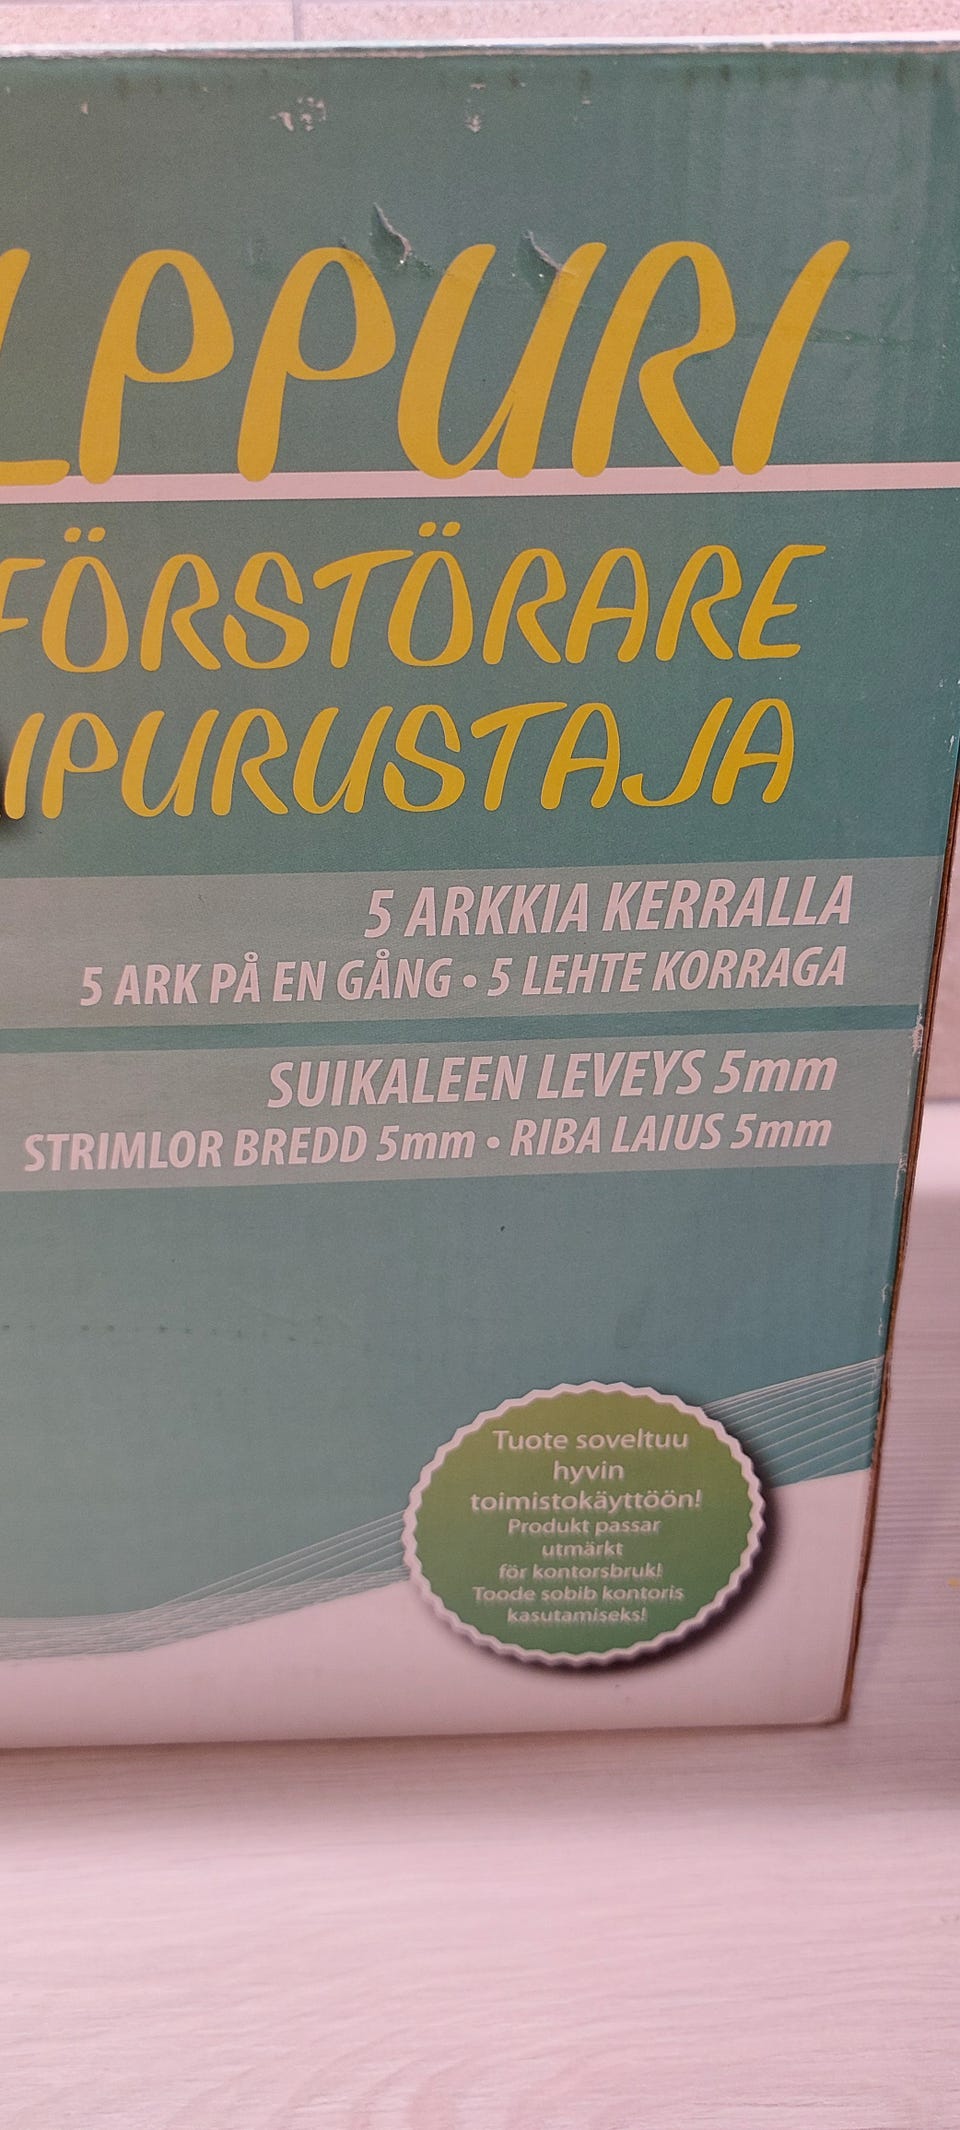 LPPURI
FÖRSTÖRARE
IPURUSTAJA
5 ARKKIA KERRALLA
5 ARK PÅ EN GÅNG • 5 LEHTE KORRAGA
SUIKALEEN LEVEYS 5mm
STRIMLOR BREDD 5mm • RIBA LAIUS 5mm
Tuote soveltuu
hyvin
toimistokäyttöön!
Produkt passar
utmärkt
för kontorsbruk!
Toode sobib kontoris
kasutamiseks!